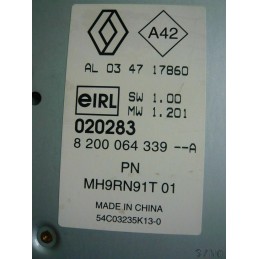 A42
AL 03 47 17860
eIRL SW 1.00
MW 1.201
020283
8 200 064 339 --A
PN
MH9RN91T 01
MADE IN CHINA
54C03235K13-0